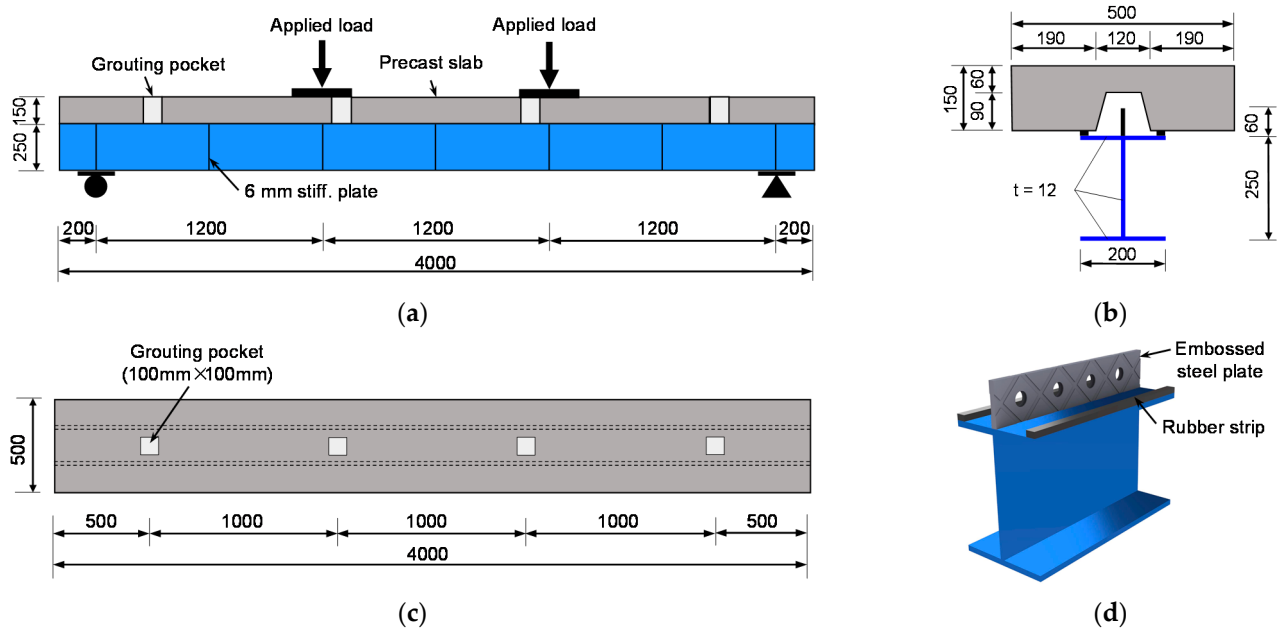 Applied load
Applied load
Grouting pocket
Precast slab
150
250
6 mm stiff. plate
200
1200
1200
1200
200
4000
(a)
500
190
120
190
150
60
90
60
250
t = 12
200
(b)
Grouting pocket
(100mm×100mm)
500
500
1000
1000
1000
500
4000
(c)
Embossed
steel plate
Rubber strip
(d)